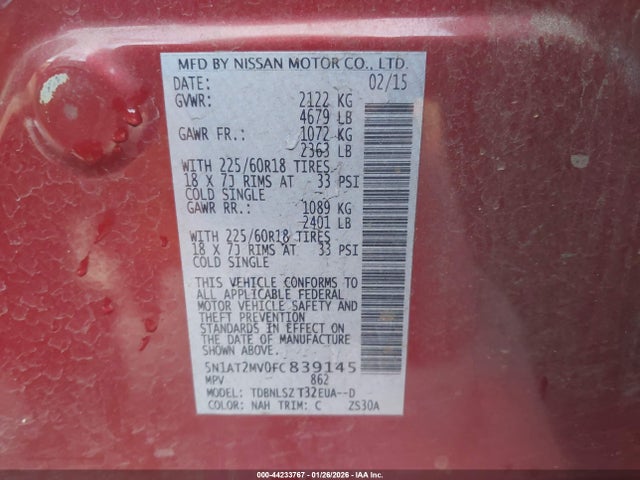 MFD BY NISSAN MOTOR CO., LTD.
DATE: 02/15
GVWR: 2122 KG
4679 LB
GAWR FR.: 1072 KG
2363 LB
WITH 225/60R18 TIRES
18 X 7J RIMS AT 33 PSI
COLD SINGLE
GAWR RR.: 1089 KG
2401 LB
WITH 225/60R18 TIRES
18 X 7J RIMS AT 33 PSI
COLD SINGLE
THIS VEHICLE CONFORMS TO
ALL APPLICABLE FEDERAL
MOTOR VEHICLE SAFETY AND
THEFT PREVENTION
STANDARDS IN EFFECT ON
THE DATE OF MANUFACTURE
SHOWN ABOVE
5N1AT2MV0FC839145
MPV 862
MODEL: TDBNLSZ T32EUA--D
COLOR: NAH TRIM: C ZS30A
000-44233767 | 01/26/2026 - IAA Inc.